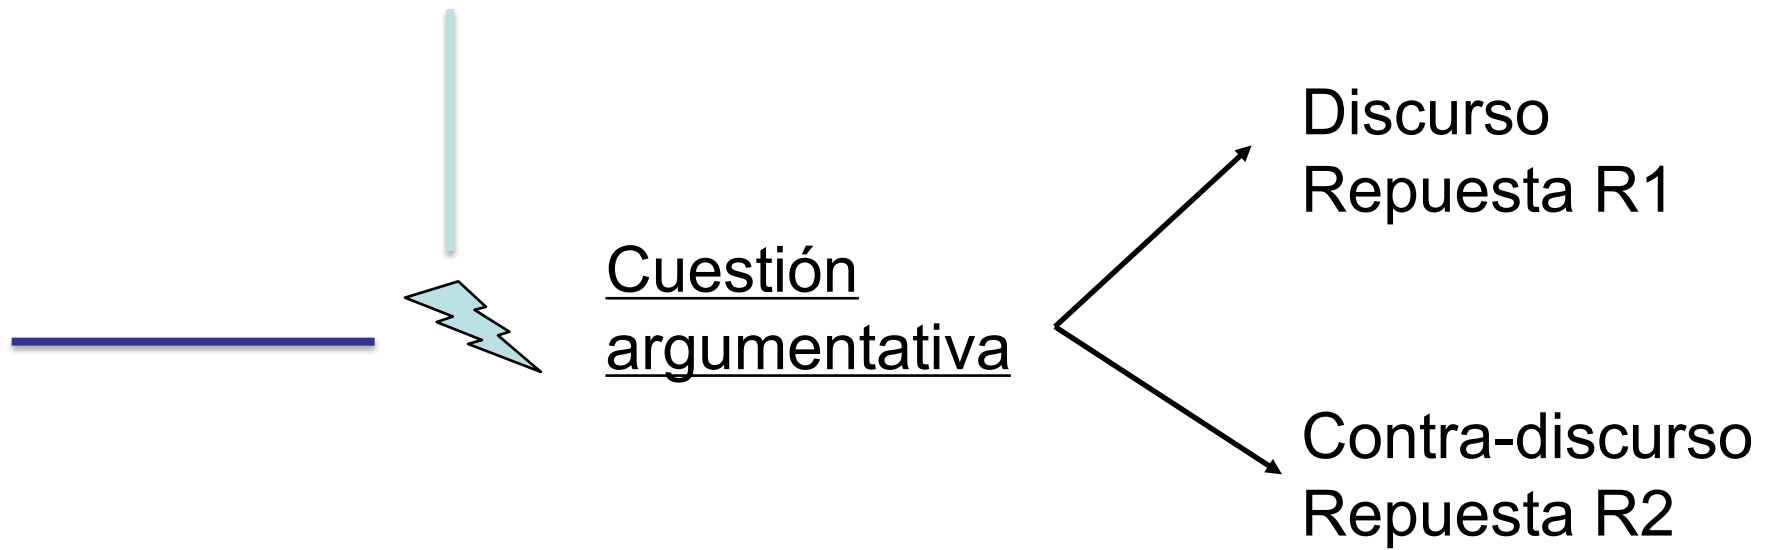 Discurso
Repuesta R1
Cuestión
argumentativa
Contra-discurso
Repuesta R2